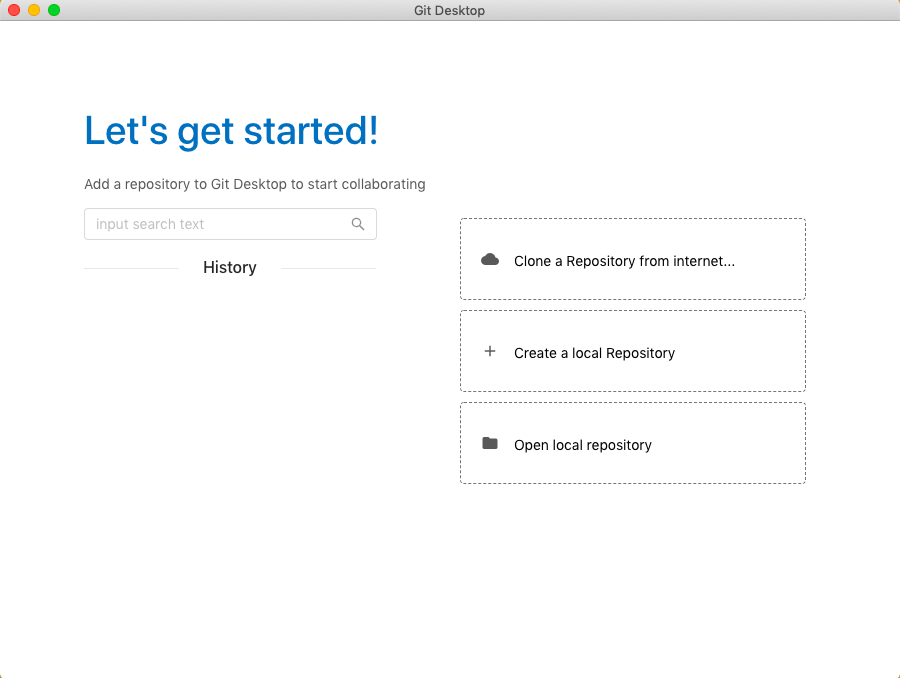 Git Desktop
Let's get started!
Add a repository to Git Desktop to start collaborating
input search text
History
Clone a Repository from internet...
Create a local Repository
Open local repository